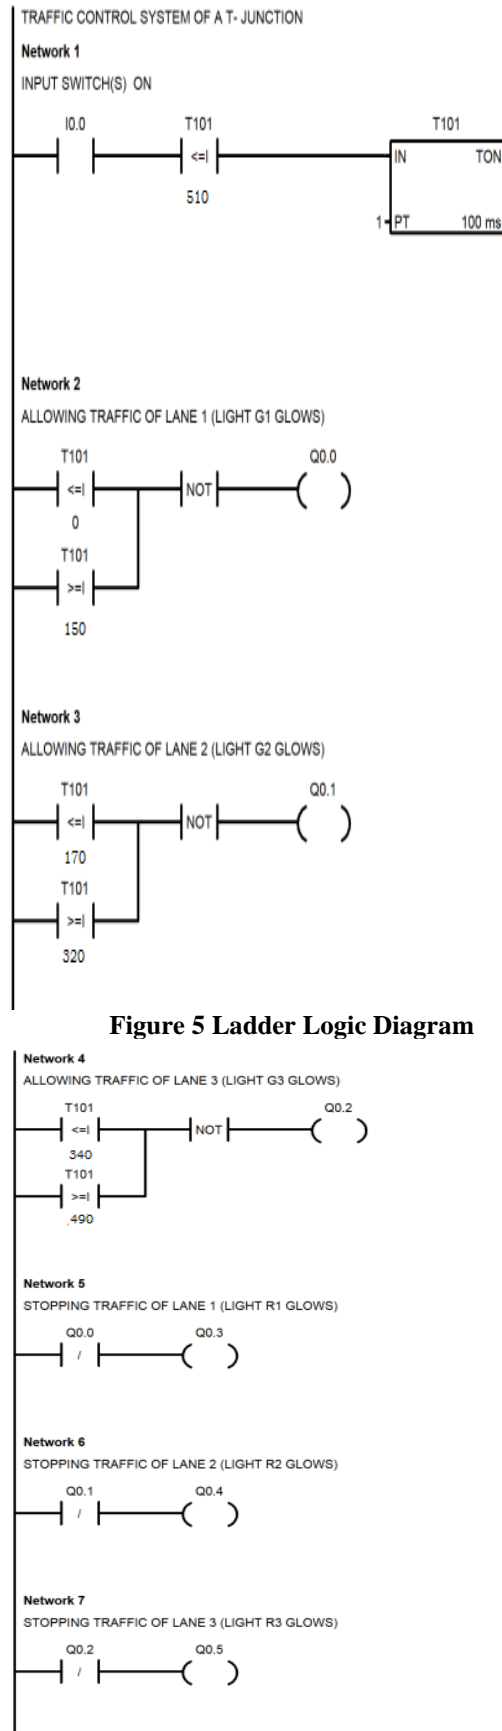 TRAFFIC CONTROL SYSTEM OF A T- JUNCTION
Network 1
INPUT SWITCH(S) ON
I0.0 T101 T101
<=I IN TON
510
1 PT 100 ms
Network 2
ALLOWING TRAFFIC OF LANE 1 (LIGHT G1 GLOWS)
T101 Q0.0
<=I NOT
0
T101
>=I
150
Network 3
ALLOWING TRAFFIC OF LANE 2 (LIGHT G2 GLOWS)
T101 Q0.1
<=I NOT
170
T101
>=I
320
Figure 5 Ladder Logic Diagram
Network 4
ALLOWING TRAFFIC OF LANE 3 (LIGHT G3 GLOWS)
T101 Q0.2
<=I NOT
340
T101
>=I
490
Network 5
STOPPING TRAFFIC OF LANE 1 (LIGHT R1 GLOWS)
Q0.0 Q0.3
/
Network 6
STOPPING TRAFFIC OF LANE 2 (LIGHT R2 GLOWS)
Q0.1 Q0.4
/
Network 7
STOPPING TRAFFIC OF LANE 3 (LIGHT R3 GLOWS)
Q0.2 Q0.5
/